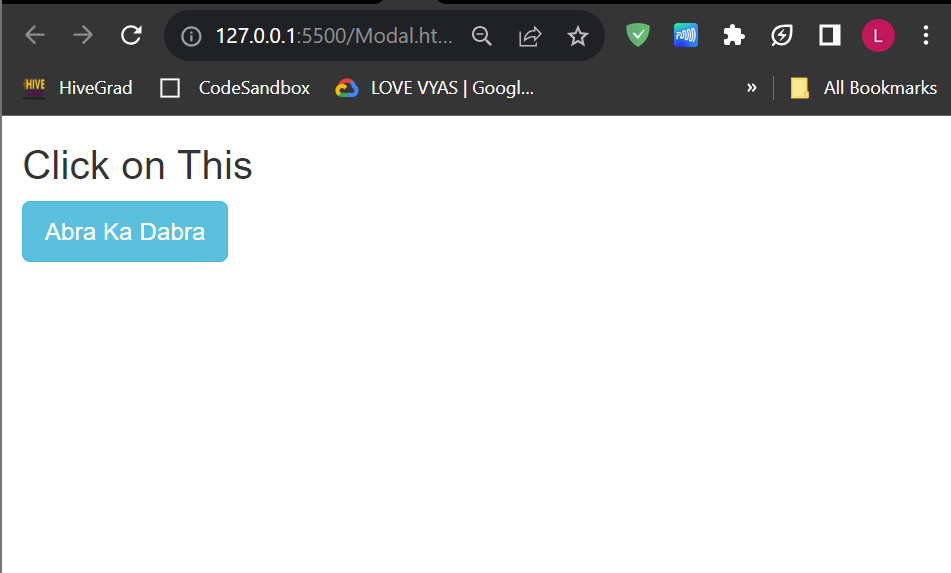 127.0.0.1:5500/Modal.ht...
L
HIVE
HiveGrad
CodeSandbox
LOVE VYAS | Googl...
»
All Bookmarks
Click on This
Abra Ka Dabra